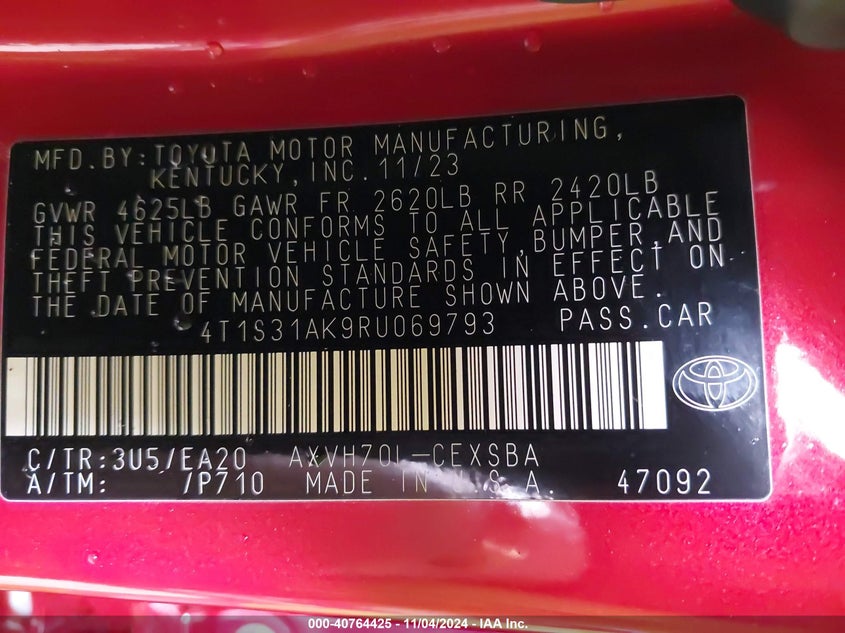 MFD.BY:TOYOTA MOTOR MANUFACTURING,
KENTUCKY,INC.11/23
GVWR 4625LB GAWR FR 2620LB RR 2420LB
THIS VEHICLE CONFORMS TO ALL APPLICABLE
FEDERAL MOTOR VEHICLE SAFETY,BUMPER,AND
THEFT PREVENTION STANDARDS IN EFFECT ON
THE DATE OF MANUFACTURE SHOWN ABOVE.
4T1S31AK9RU069793 PASS.CAR
C/TR:3U5/EA20 AXVH70L-CEXSBA
A/TM: /P710 MADE IN U.S.A. 47092
000-40764425 - 11/04/2024 - IAA Inc.